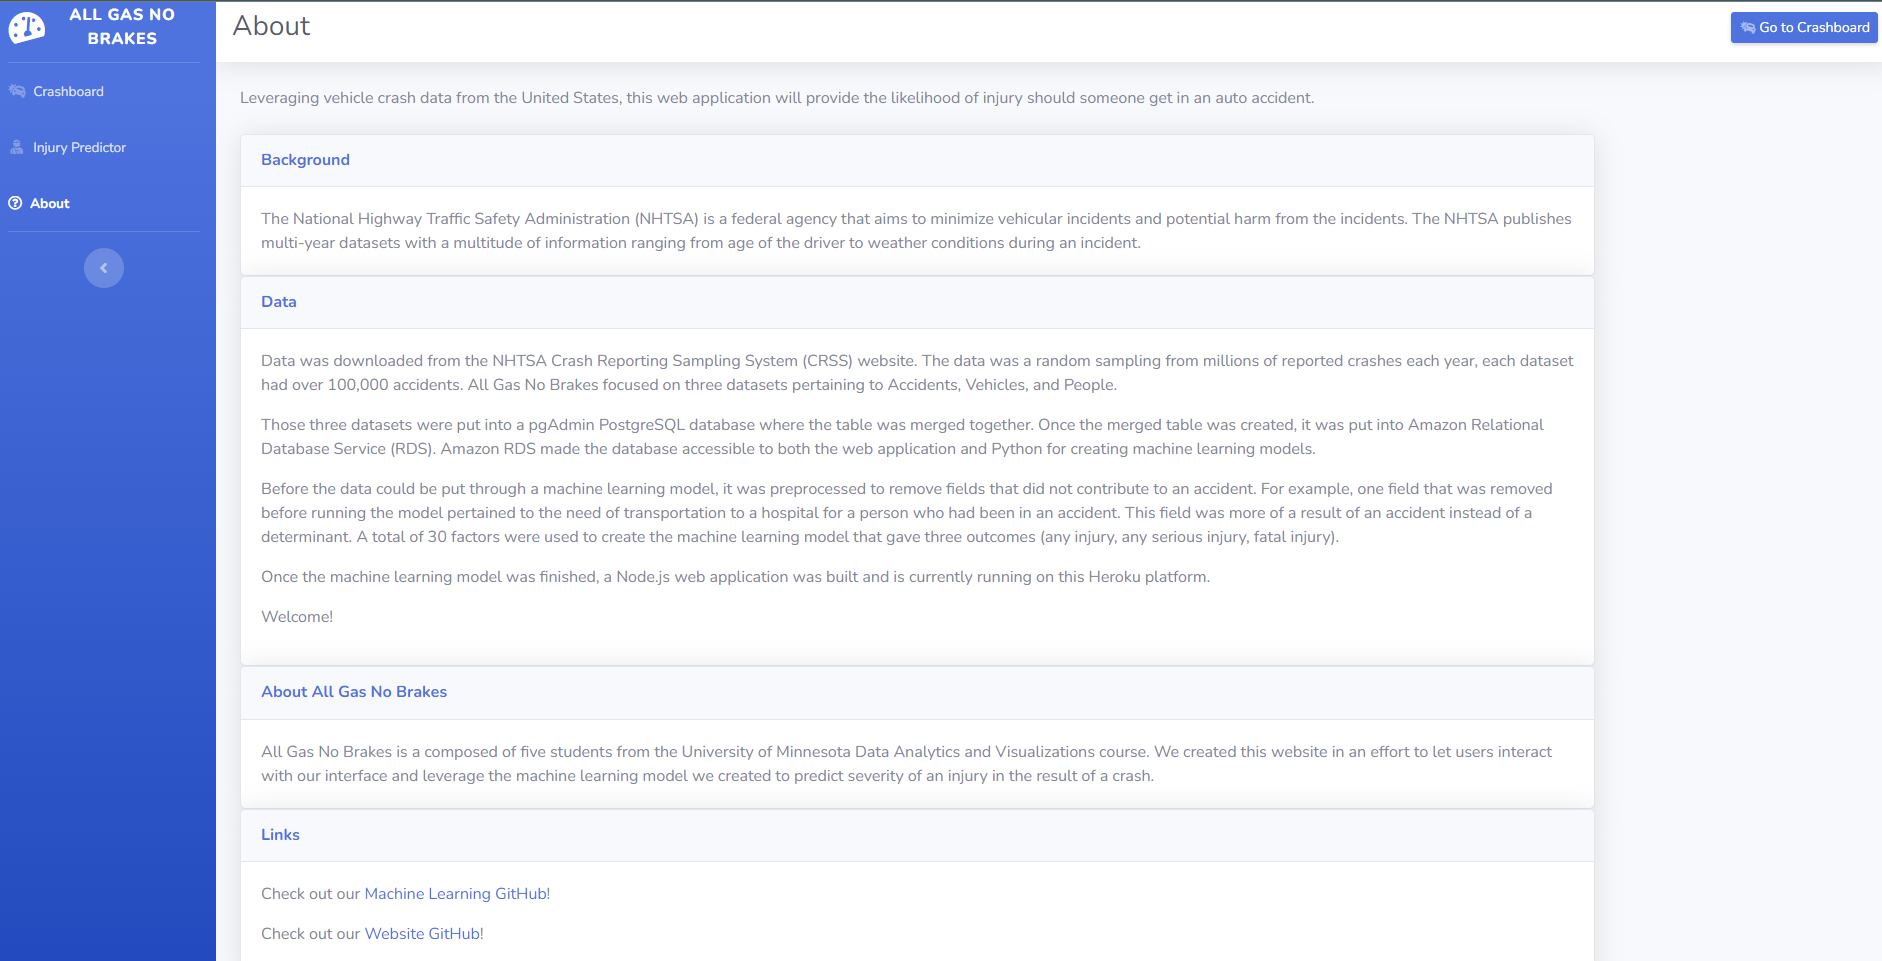 ALL GAS NO
BRAKES
Crashboard
Injury Predictor
About
About
Go to Crashboard
Leveraging vehicle crash data from the United States, this web application will provide the likelihood of injury should someone get in an auto accident.
Background
The National Highway Traffic Safety Administration (NHTSA) is a federal agency that aims to minimize vehicular incidents and potential harm from the incidents. The NHTSA publishes
multi-year datasets with a multitude of information ranging from age of the driver to weather conditions during an incident.
Data
Data was downloaded from the NHTSA Crash Reporting Sampling System (CRSS) website. The data was a random sampling from millions of reported crashes each year, each dataset
had over 100,000 accidents. All Gas No Brakes focused on three datasets pertaining to Accidents, Vehicles, and People.
Those three datasets were put into a pgAdmin PostgreSQL database where the table was merged together. Once the merged table was created, it was put into Amazon Relational
Database Service (RDS). Amazon RDS made the database accessible to both the web application and Python for creating machine learning models.
Before the data could be put through a machine learning model, it was preprocessed to remove fields that did not contribute to an accident. For example, one field that was removed
before running the model pertained to the need of transportation to a hospital for a person who had been in an accident. This field was more of a result of an accident instead of a
determinant. A total of 30 factors were used to create the machine learning model that gave three outcomes (any injury, any serious injury, fatal injury).
Once the machine learning model was finished, a Node.js web application was built and is currently running on this Heroku platform.
Welcome!
About All Gas No Brakes
All Gas No Brakes is a composed of five students from the University of Minnesota Data Analytics and Visualizations course. We created this website in an effort to let users interact
with our interface and leverage the machine learning model we created to predict severity of an injury in the result of a crash.
Links
Check out our Machine Learning GitHub!
Check out our Website GitHub!